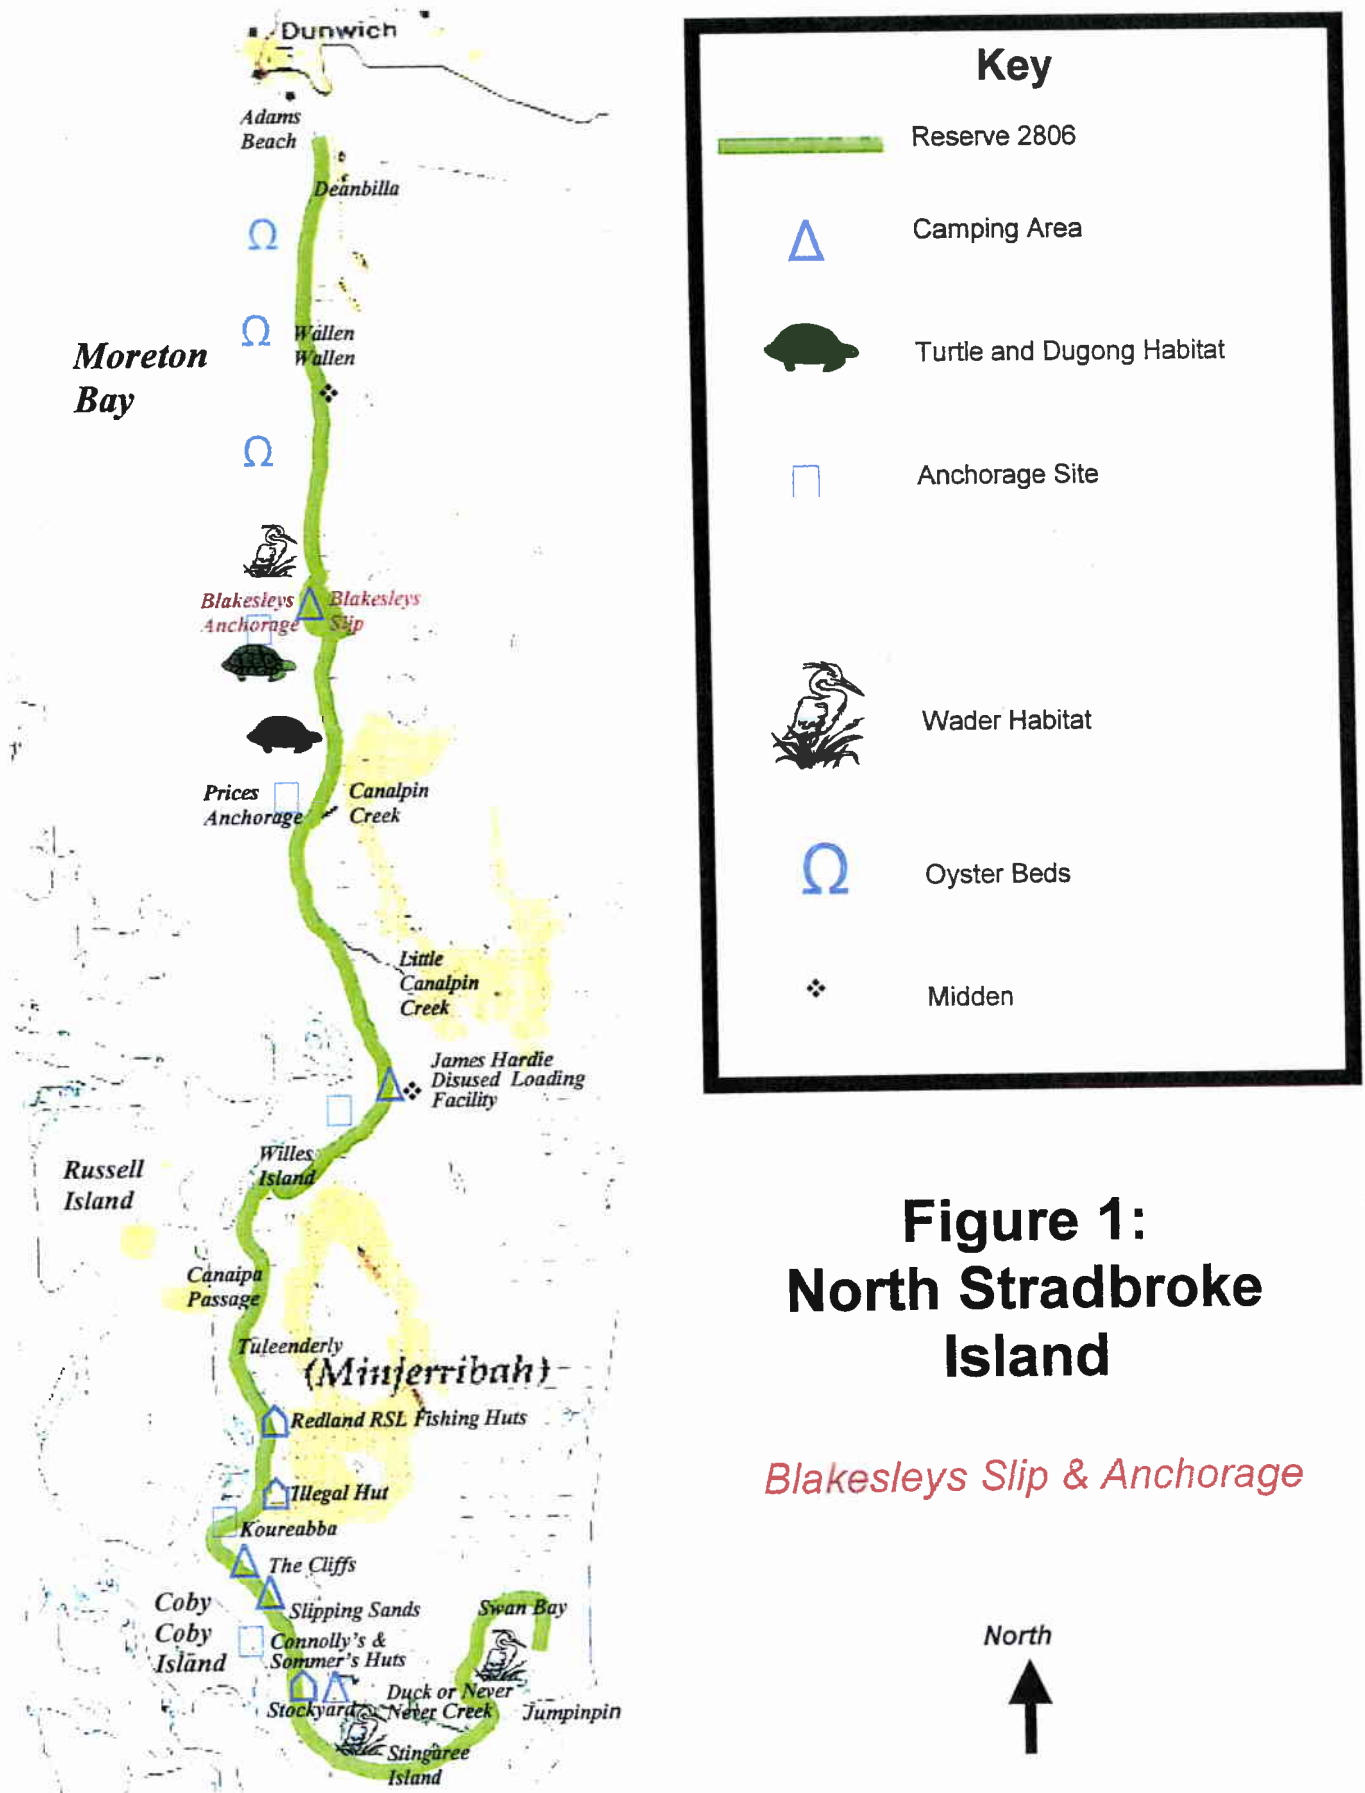 Dunwich
Adams
Beach
Deanbilla
Wallen
Wallen
Moreton
Bay
Blakesleys
Anchorage
Blakesleys
Slip
Prices
Anchorage
Canalpin
Creek
Little
Canalpin
Creek
James Hardie
Disused Loading
Facility
Willes
Island
Russell
Island
Canaipa
Passage
Tuleenderly
(Minjerribah)
Redland RSL Fishing Huts
Illegal Hut
Koureabba
The Cliffs
Slipping Sands
Coby
Coby
Island
Connolly's &
Sommer's Huts
Stockyard
Swan Bay
Duck or Never
Never Creek
Jumpinpin
Stingaree
Island
Key
Reserve 2806
Camping Area
Turtle and Dugong Habitat
Anchorage Site
Wader Habitat
Oyster Beds
Midden
Figure 1:
North Stradbroke
Island
Blakesleys Slip & Anchorage
North